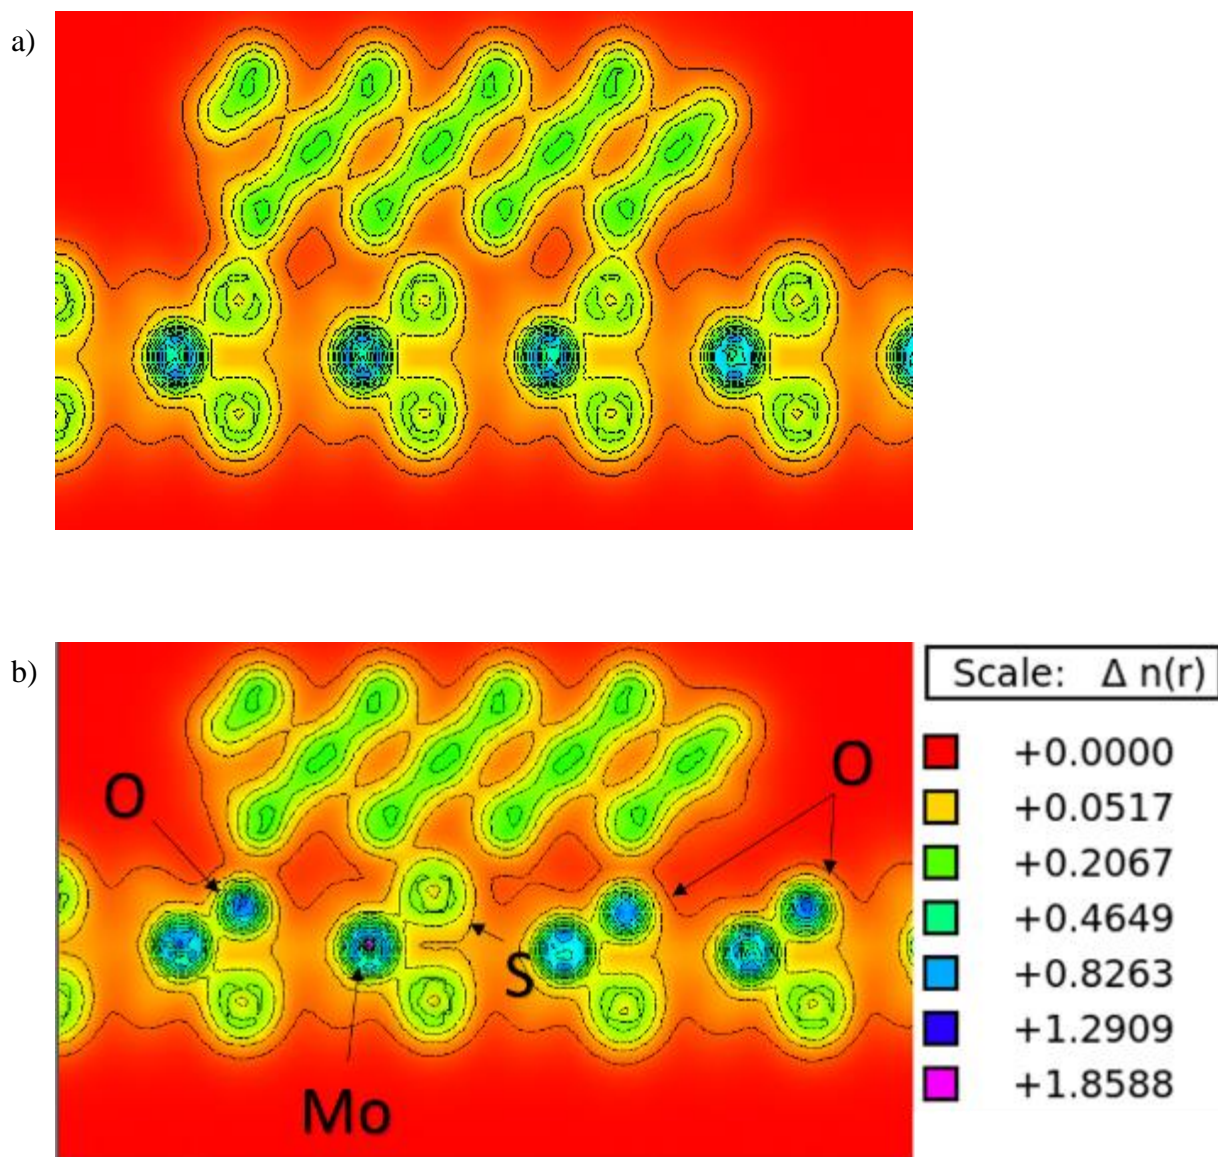 a)
b)
Scale: Δ n(r)
+0.0000
O
O
+0.0517
+0.2067
+0.4649
S
+0.8263
+1.2909
Mo
+1.8588